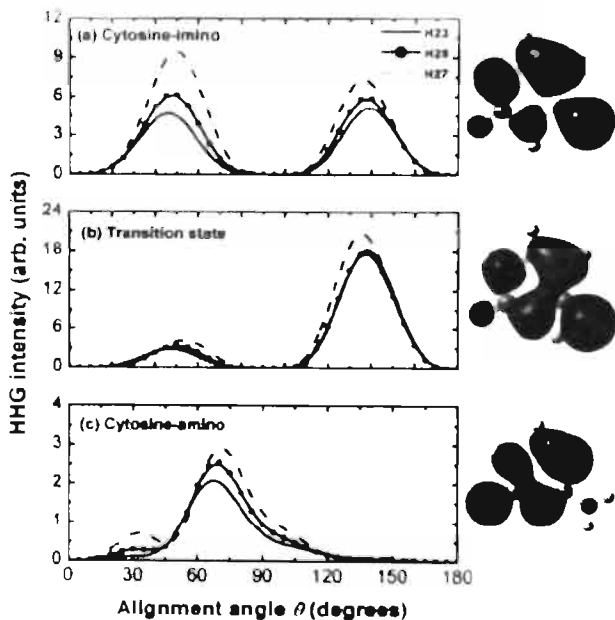 HHG intensity (arb. units)
12
9
6
3
0
(a) Cytosine-imino
H23
H27
24
18
12
6
0
(b) Transition state
4
3
2
1
0
(c) Cytosine-amino
0 30 60 90 120 150 180
Alignment angle θ (degrees)